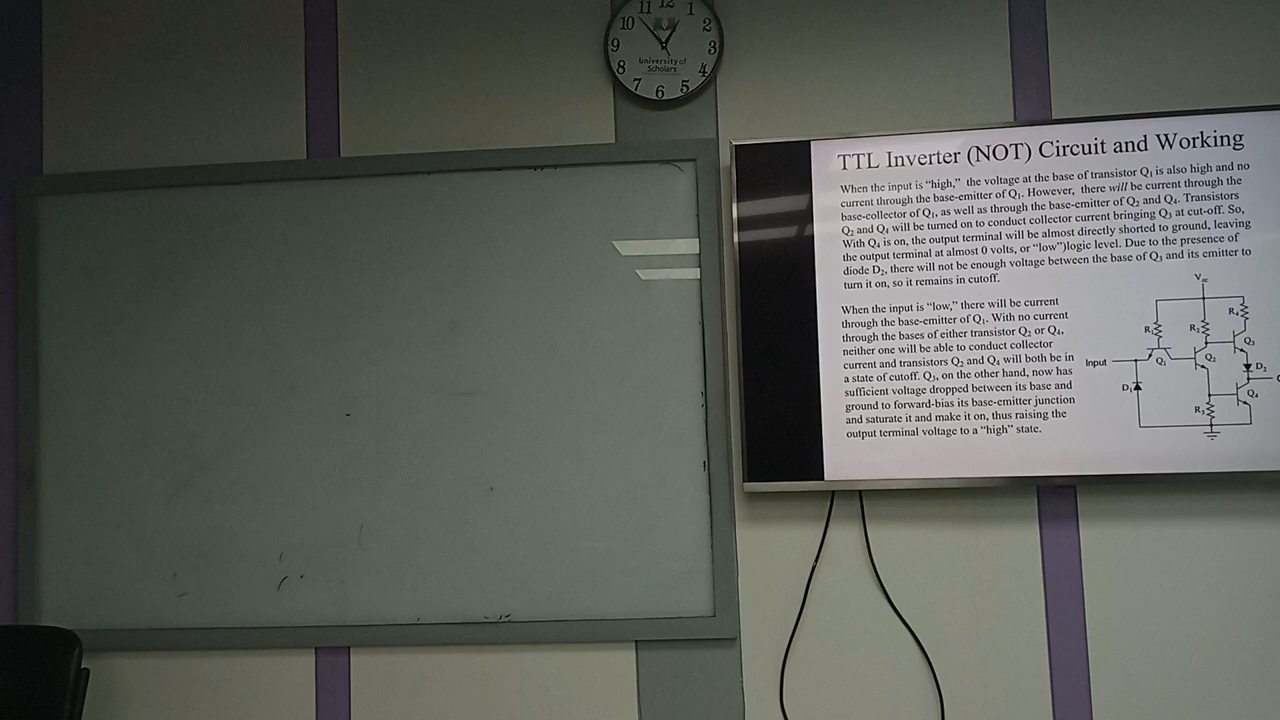 11 12 1
10 2
9 3
8 4
7 6 5
University of
Scholars
TTL Inverter (NOT) Circuit and Working
When the input is “high,” the voltage at the base of transistor Q₁ is also high and no
current through the base-emitter of Q₁. However, there will be current through the
base-collector of Q₁, as well as through the base-emitter of Q₂ and Q₄. Transistors
Q₂ and Q₄ will be turned on to conduct collector current bringing Q₃ at cut-off. So,
With Q₄ is on, the output terminal will be almost directly shorted to ground, leaving
the output terminal at almost 0 volts, or “low”)logic level. Due to the presence of
diode D₂, there will not be enough voltage between the base of Q₃ and its emitter to
turn it on, so it remains in cutoff.
When the input is “low,” there will be current
through the base-emitter of Q₁. With no current
through the bases of either transistor Q₂ or Q₄,
neither one will be able to conduct collector
current and transistors Q₂ and Q₄ will both be in
a state of cutoff. Q₃, on the other hand, now has
sufficient voltage dropped between its base and
ground to forward-bias its base-emitter junction
and saturate it and make it on, thus raising the
output terminal voltage to a “high” state.
Vcc
R₁ R₂ R₄
Q₃
Input Q₁ Q₂ D₂
D₁ Q₄
R₃